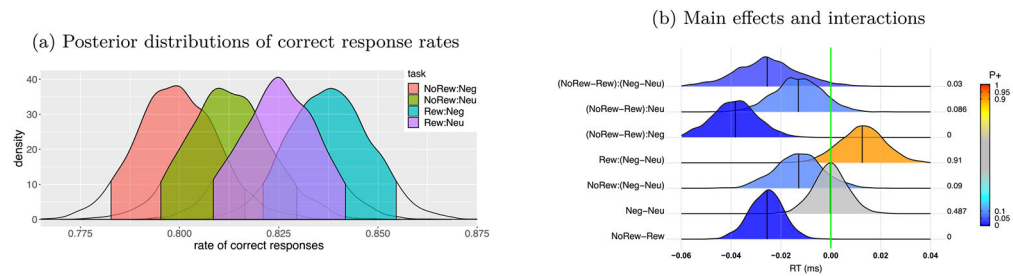 (a) Posterior distributions of correct response rates
40
30
20
10
0
density
0.775
0.800
0.825
0.850
0.875
rate of correct responses
task
NoRew:Neg
NoRew:Neu
Rew:Neg
Rew:Neu
(b) Main effects and interactions
(NoRew−Rew):(Neg−Neu)
0.03
(NoRew−Rew):Neu
0.086
(NoRew−Rew):Neg
0
Rew:(Neg−Neu)
0.91
NoRew:(Neg−Neu)
0.09
Neg−Neu
0.487
NoRew−Rew
0
−0.06
−0.04
−0.02
0.00
0.02
0.04
RT (ms)
P+
1
0.95
0.1
0.05
0